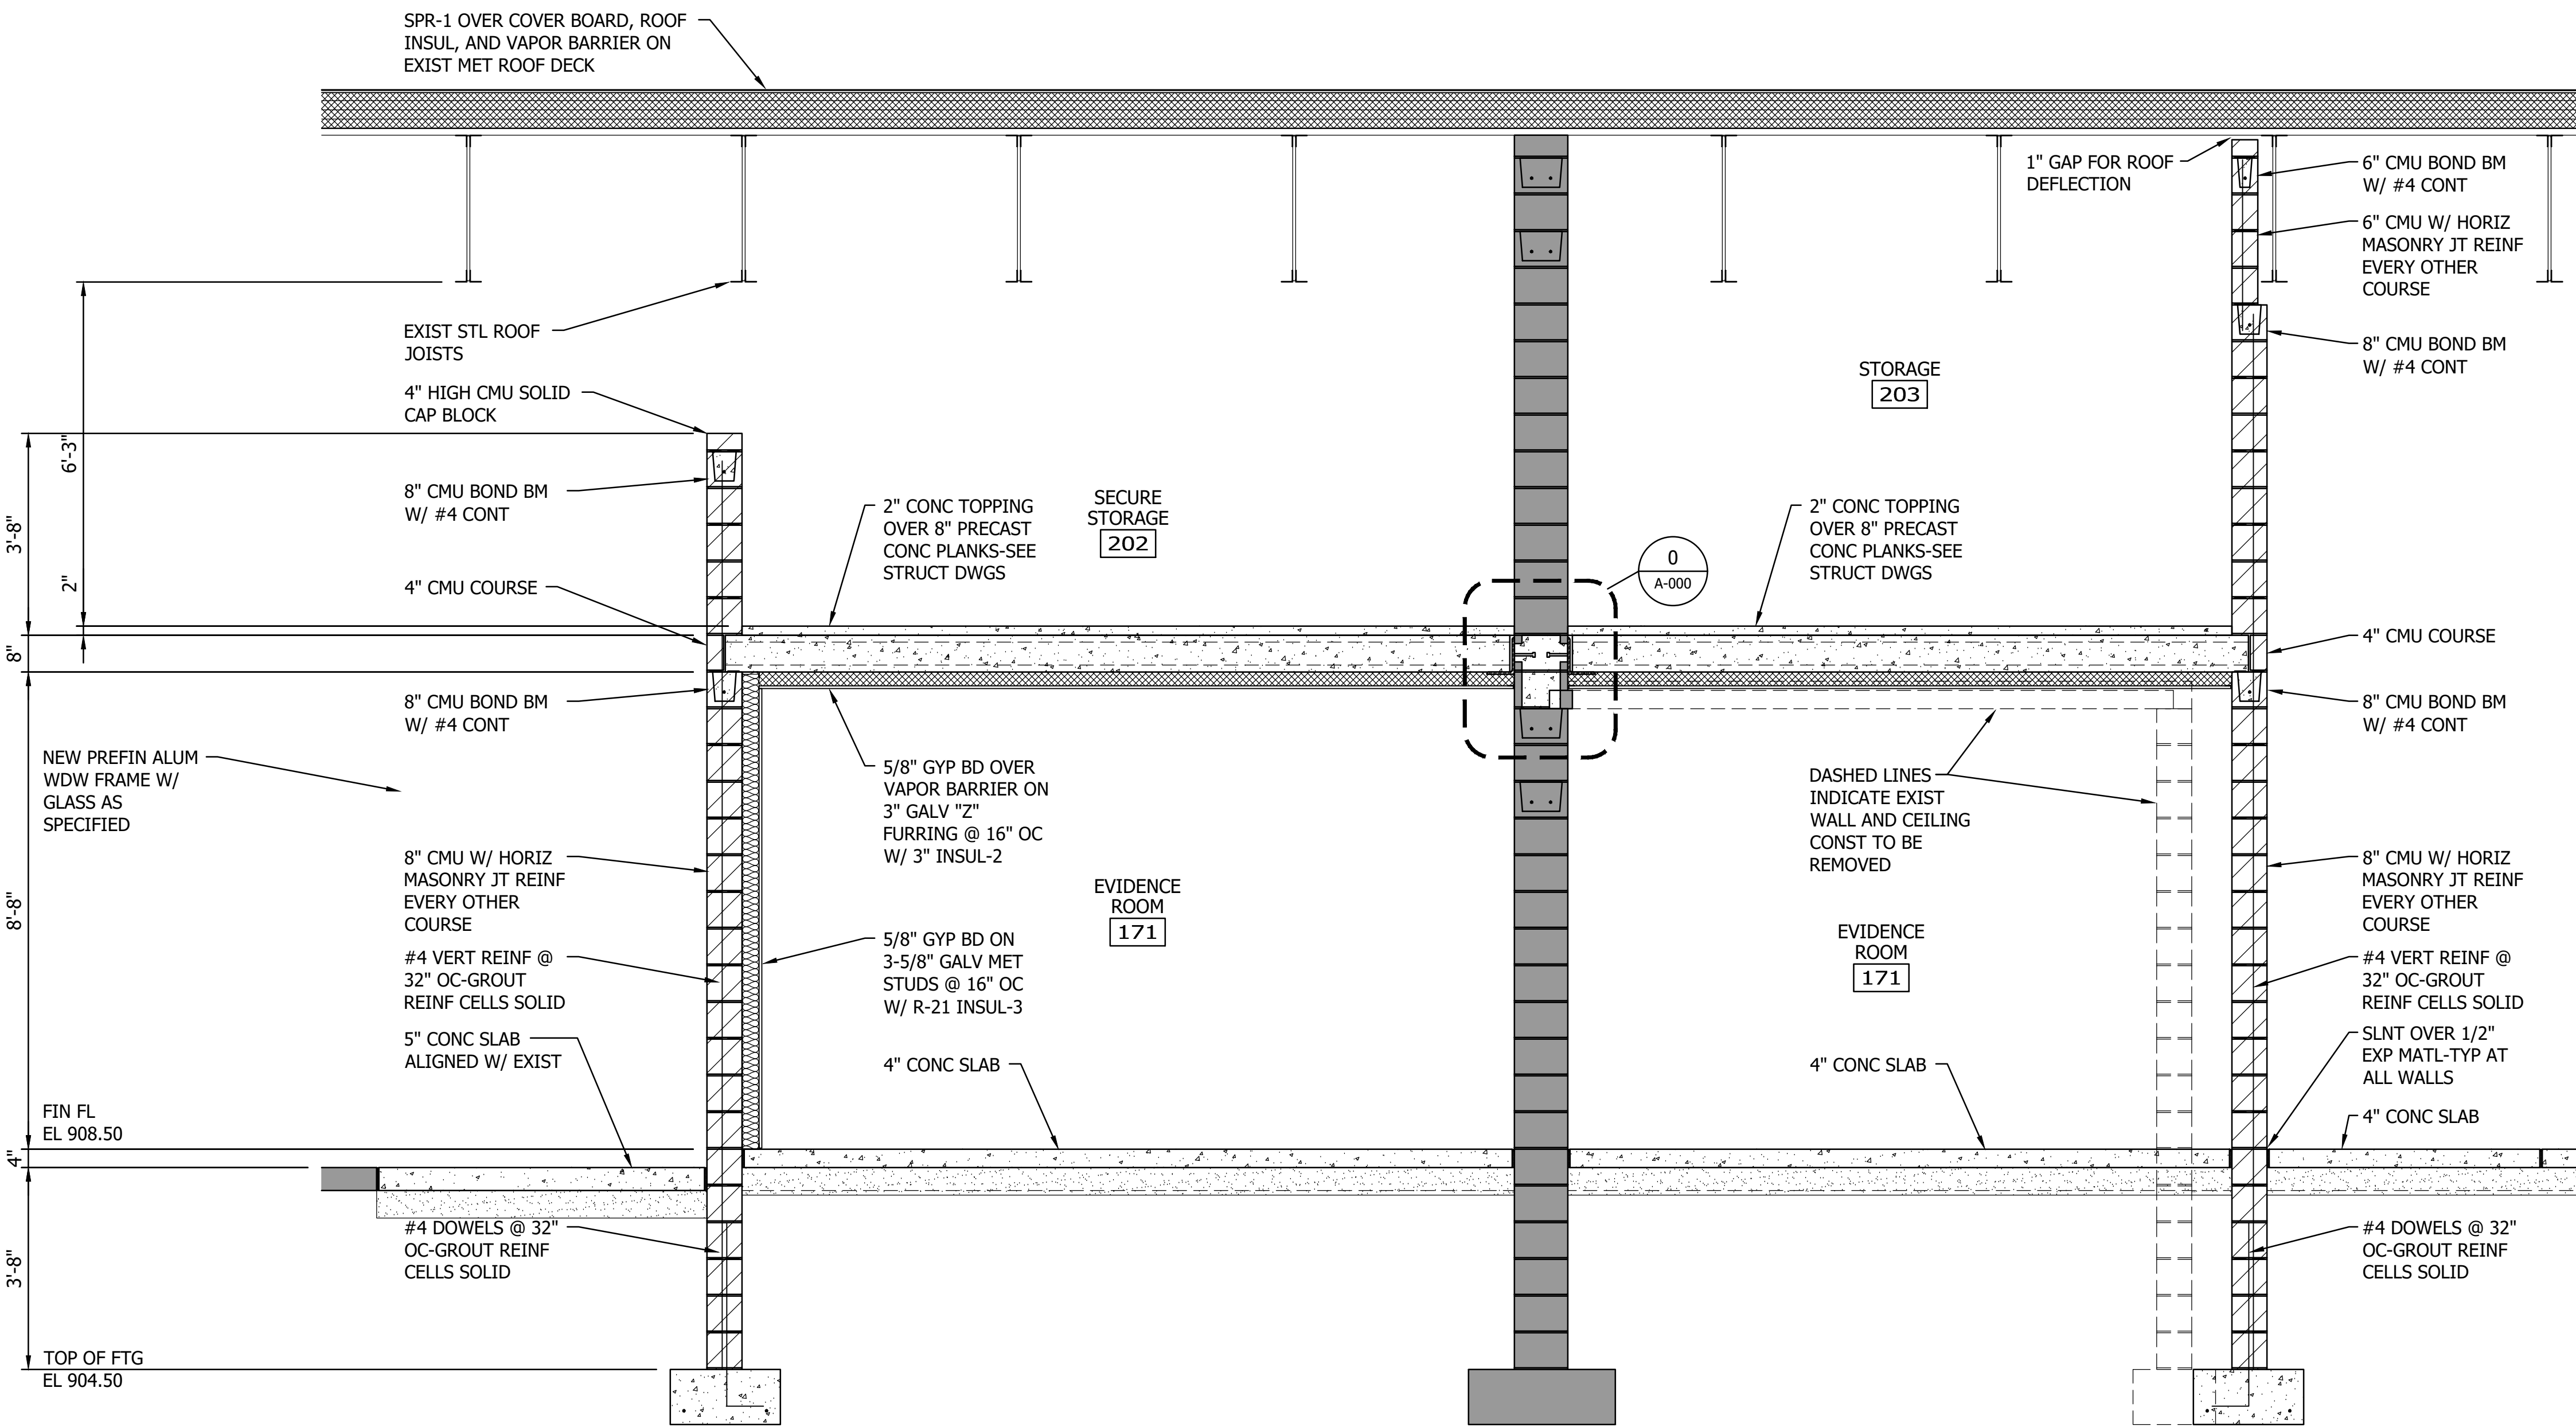 SPR-1 OVER COVER BOARD, ROOF
INSUL, AND VAPOR BARRIER ON
EXIST MET ROOF DECK
1" GAP FOR ROOF
DEFLECTION
6" CMU BOND BM
W/ #4 CONT
6" CMU W/ HORIZ
MASONRY JT REINF
EVERY OTHER
COURSE
EXIST STL ROOF
JOISTS
8" CMU BOND BM
W/ #4 CONT
4" HIGH CMU SOLID
CAP BLOCK
STORAGE
203
6'-3"
8" CMU BOND BM
W/ #4 CONT
2" CONC TOPPING
OVER 8" PRECAST
CONC PLANKS-SEE
STRUCT DWGS
SECURE
STORAGE
202
2" CONC TOPPING
OVER 8" PRECAST
CONC PLANKS-SEE
STRUCT DWGS
0
A-000
3'-8"
2"
4" CMU COURSE
8"
4" CMU COURSE
8" CMU BOND BM
W/ #4 CONT
8" CMU BOND BM
W/ #4 CONT
NEW PREFIN ALUM
WDW FRAME W/
GLASS AS
SPECIFIED
5/8" GYP BD OVER
VAPOR BARRIER ON
3" GALV "Z"
FURRING @ 16" OC
W/ 3" INSUL-2
DASHED LINES
INDICATE EXIST
WALL AND CEILING
CONST TO BE
REMOVED
8" CMU W/ HORIZ
MASONRY JT REINF
EVERY OTHER
COURSE
8" CMU W/ HORIZ
MASONRY JT REINF
EVERY OTHER
COURSE
8'-8"
EVIDENCE
ROOM
171
EVIDENCE
ROOM
171
#4 VERT REINF @
32" OC-GROUT
REINF CELLS SOLID
5/8" GYP BD ON
3-5/8" GALV MET
STUDS @ 16" OC
W/ R-21 INSUL-3
#4 VERT REINF @
32" OC-GROUT
REINF CELLS SOLID
5" CONC SLAB
ALIGNED W/ EXIST
4" CONC SLAB
4" CONC SLAB
SLNT OVER 1/2"
EXP MATL-TYP AT
ALL WALLS
4" CONC SLAB
FIN FL
EL 908.50
4"
#4 DOWELS @ 32"
OC-GROUT REINF
CELLS SOLID
#4 DOWELS @ 32"
OC-GROUT REINF
CELLS SOLID
3'-8"
TOP OF FTG
EL 904.50